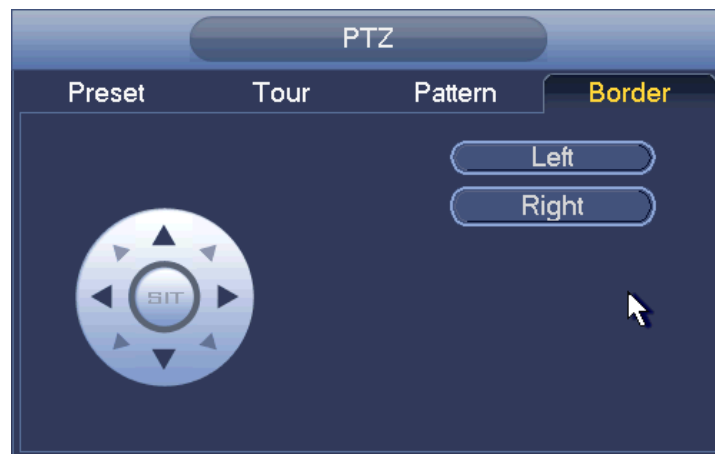 PTZ
Preset Tour Pattern Border
Left
Right
SIT